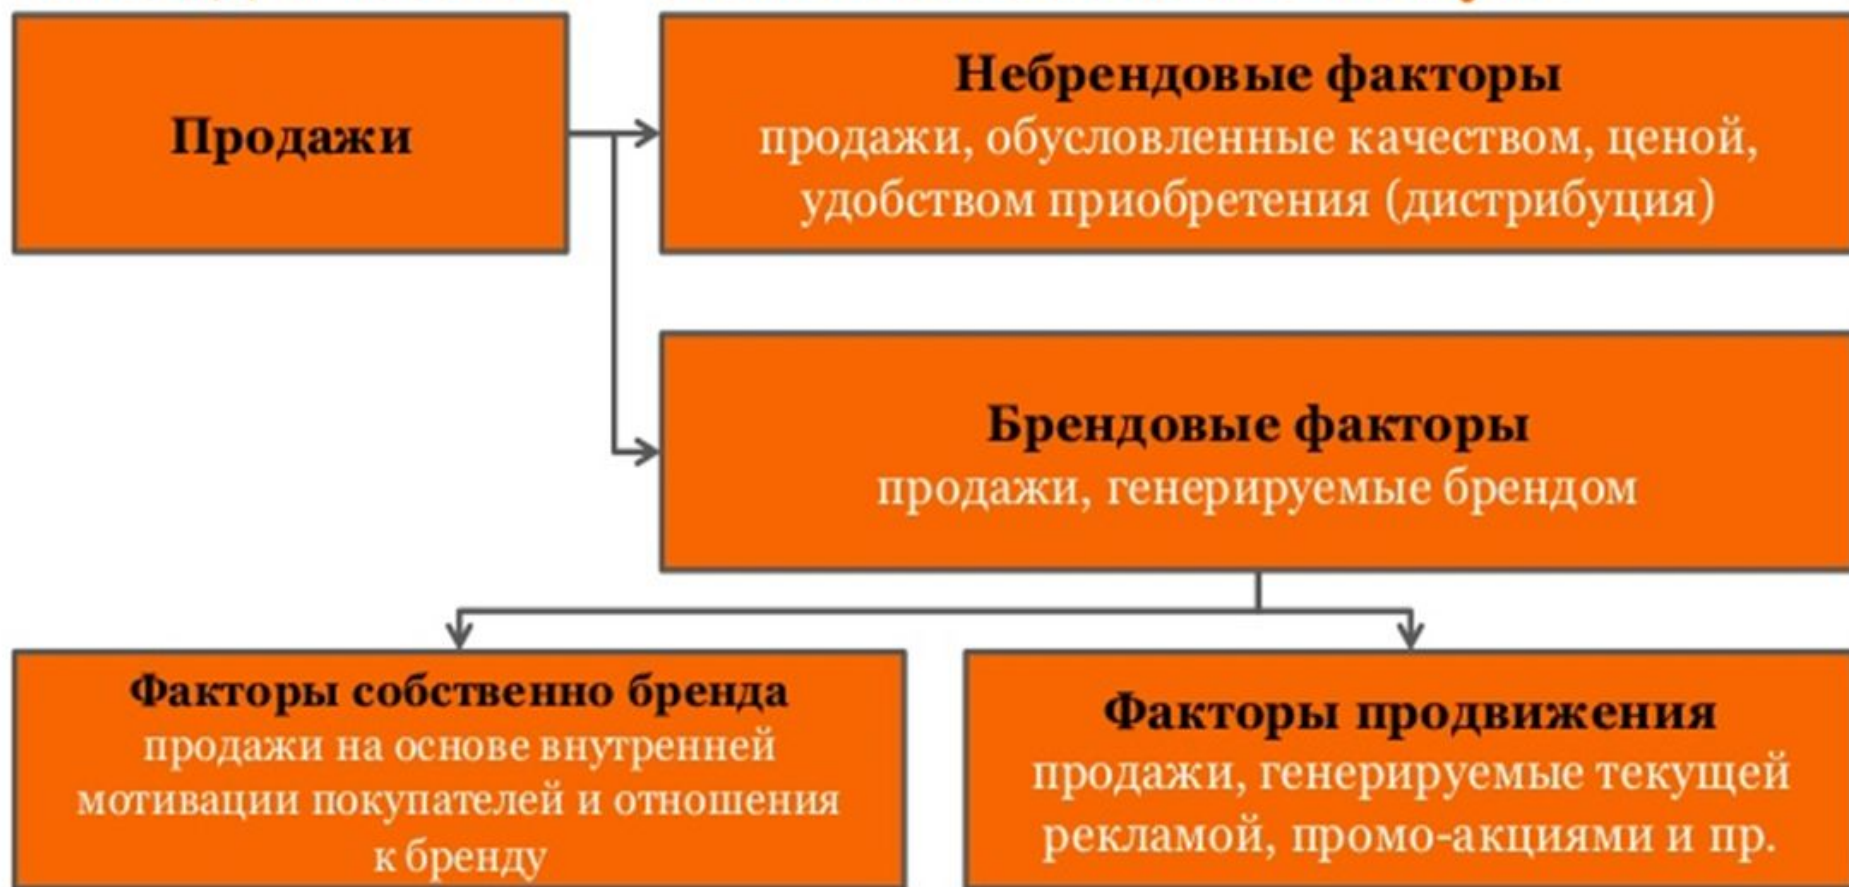 Продажи
Небрендовые факторы
продажи, обусловленные качеством, ценой,
удобством приобретения (дистрибуция)
Брендовые факторы
продажи, генерируемые брендом
Факторы собственно бренда
продажи на основе внутренней
мотивации покупателей и отношения
к бренду
Факторы продвижения
продажи, генерируемые текущей
рекламой, промо-акциями и пр.